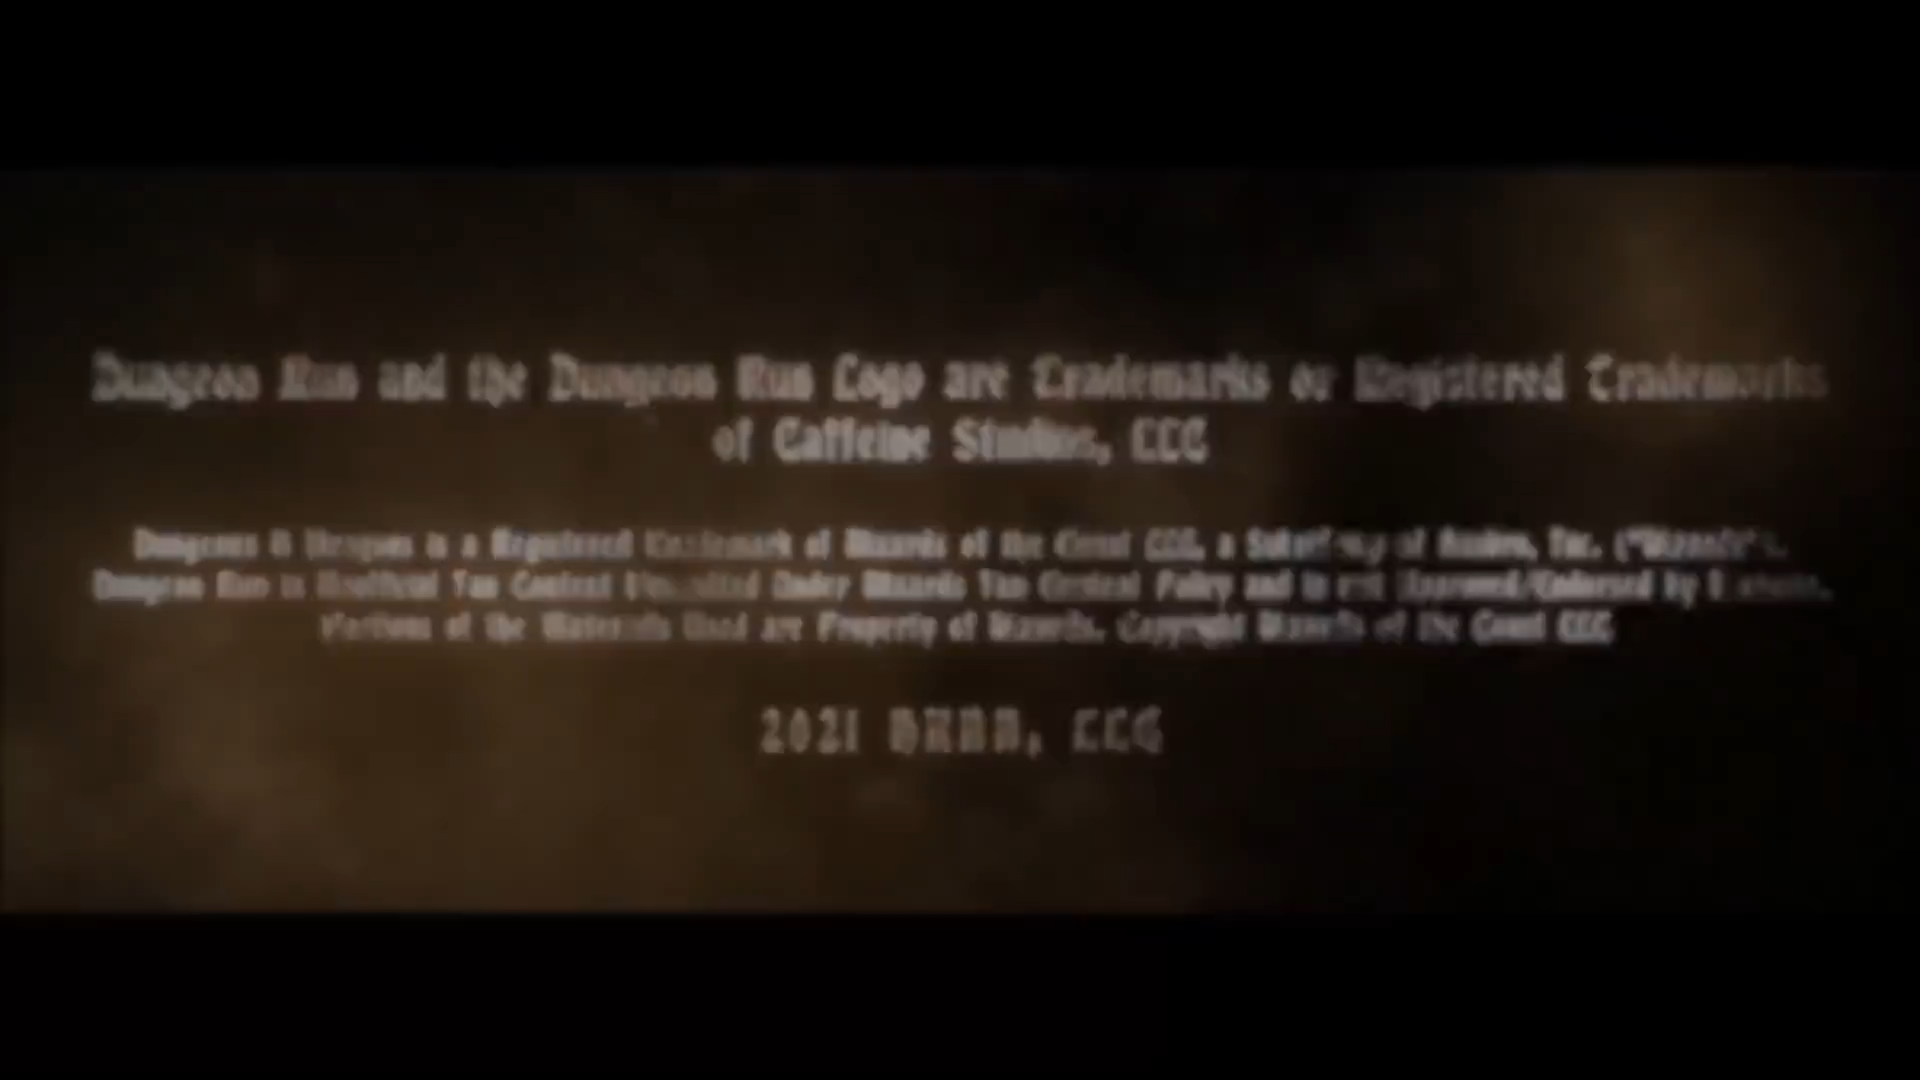 Dungeon Run and the Dungeon Run Logo are Trademarks or Registered Trademarks
of Caffeine Studios, LLC
Dungeons & Dragons is a Registered Trademark of Wizards of the Coast LLC, a Subsidiary of Hasbro, Inc. ("Wizards").
Dungeon Run is Unofficial Fan Content Permitted Under Wizards Fan Content Policy and is not Approved/Endorsed by Wizards.
Portions of the Materials Used are Property of Wizards. Copyright Wizards of the Coast LLC
2021 LLC